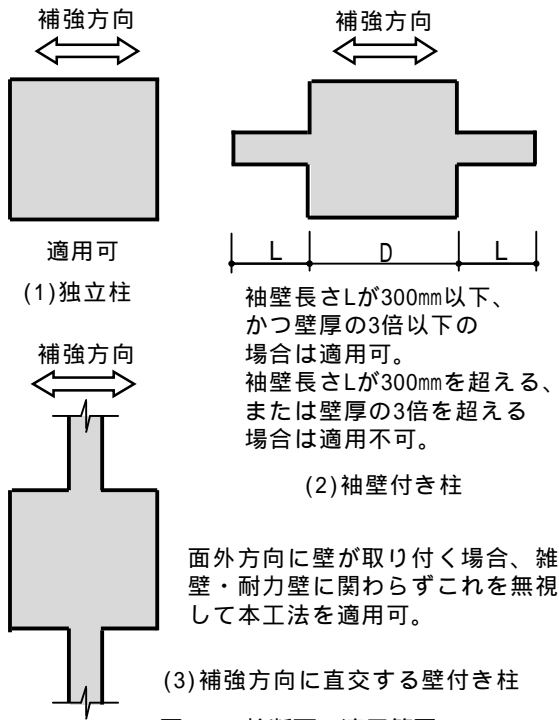 補強方向
適用可
(1)独立柱
補強方向
L D L
袖壁長さLが300㎜以下、
かつ壁厚の3倍以下の
場合は適用可。
袖壁長さLが300㎜を超える、
または壁厚の3倍を超える
場合は適用不可。
(2)袖壁付き柱
補強方向
面外方向に壁が取り付く場合、雑
壁・耐力壁に関わらずこれを無視
して本工法を適用可。
(3)補強方向に直交する壁付き柱